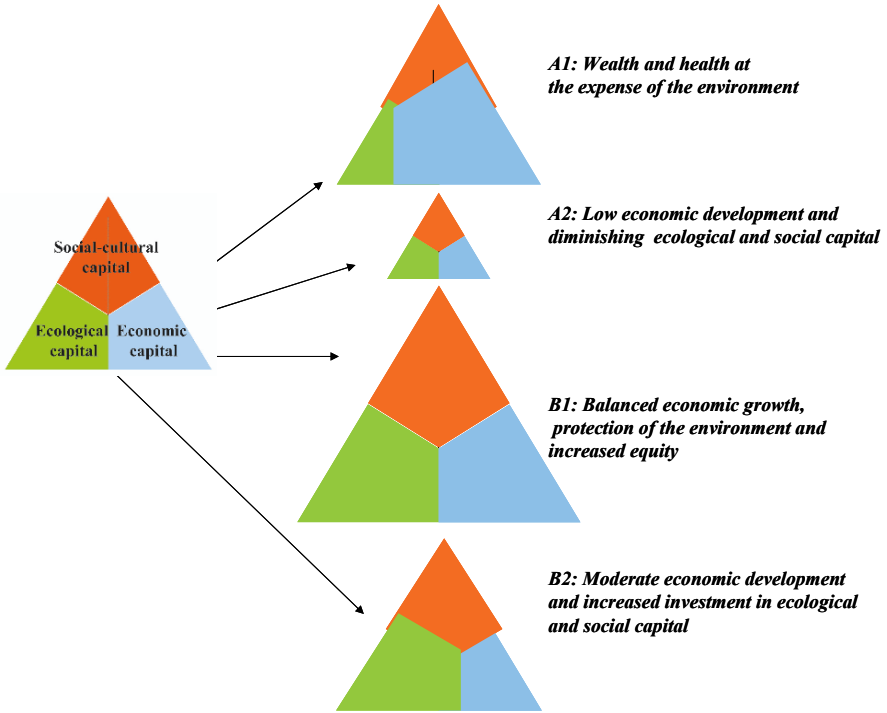 A1: Wealth and health at
the expense of the environment
A2: Low economic development and
diminishing ecological and social capital
Social-cultural
capital
Ecological
capital
Economic
capital
B1: Balanced economic growth,
protection of the environment and
increased equity
B2: Moderate economic development
and increased investment in ecological
and social capital